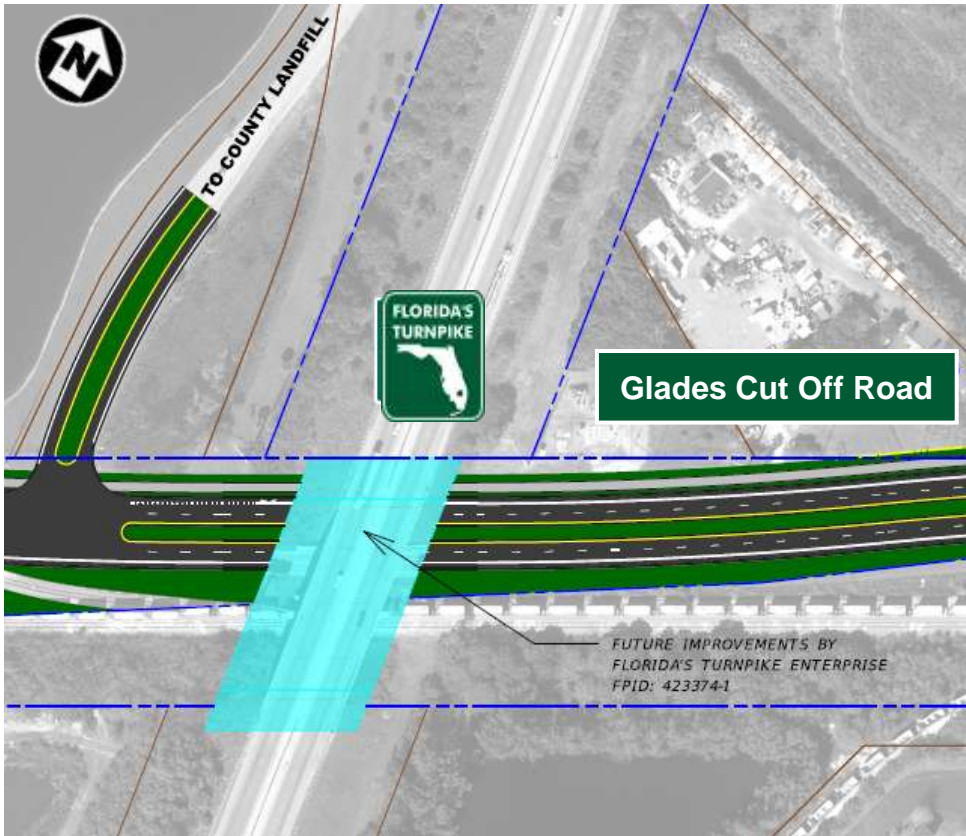 N
TO COUNTY LANDFILL
FLORIDA'S
TURNPIKE
Glades Cut Off Road
FUTURE IMPROVEMENTS BY
FLORIDA'S TURNPIKE ENTERPRISE
FPID: 423374-1